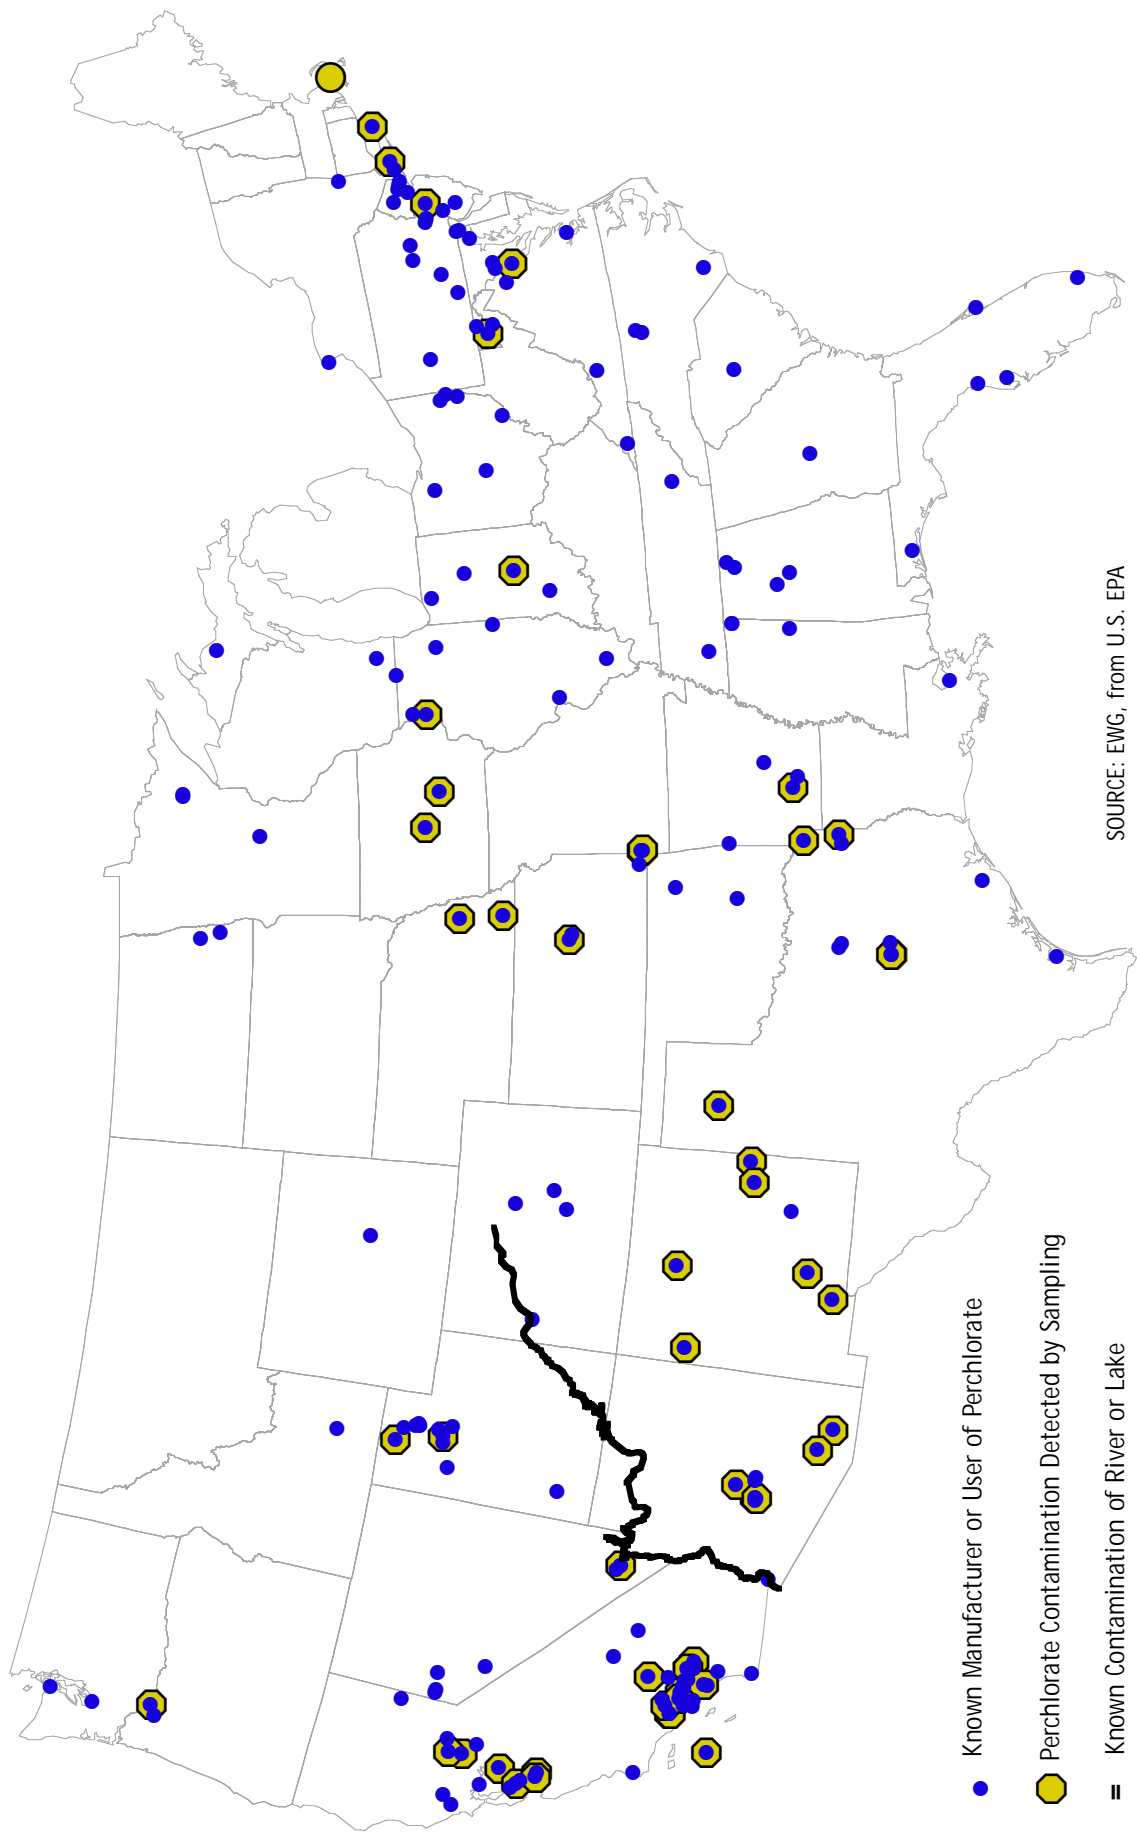 Known Manufacturer or User of Perchlorate
Perchlorate Contamination Detected by Sampling
= Known Contamination of River or Lake
SOURCE: EWG, from U.S. EPA